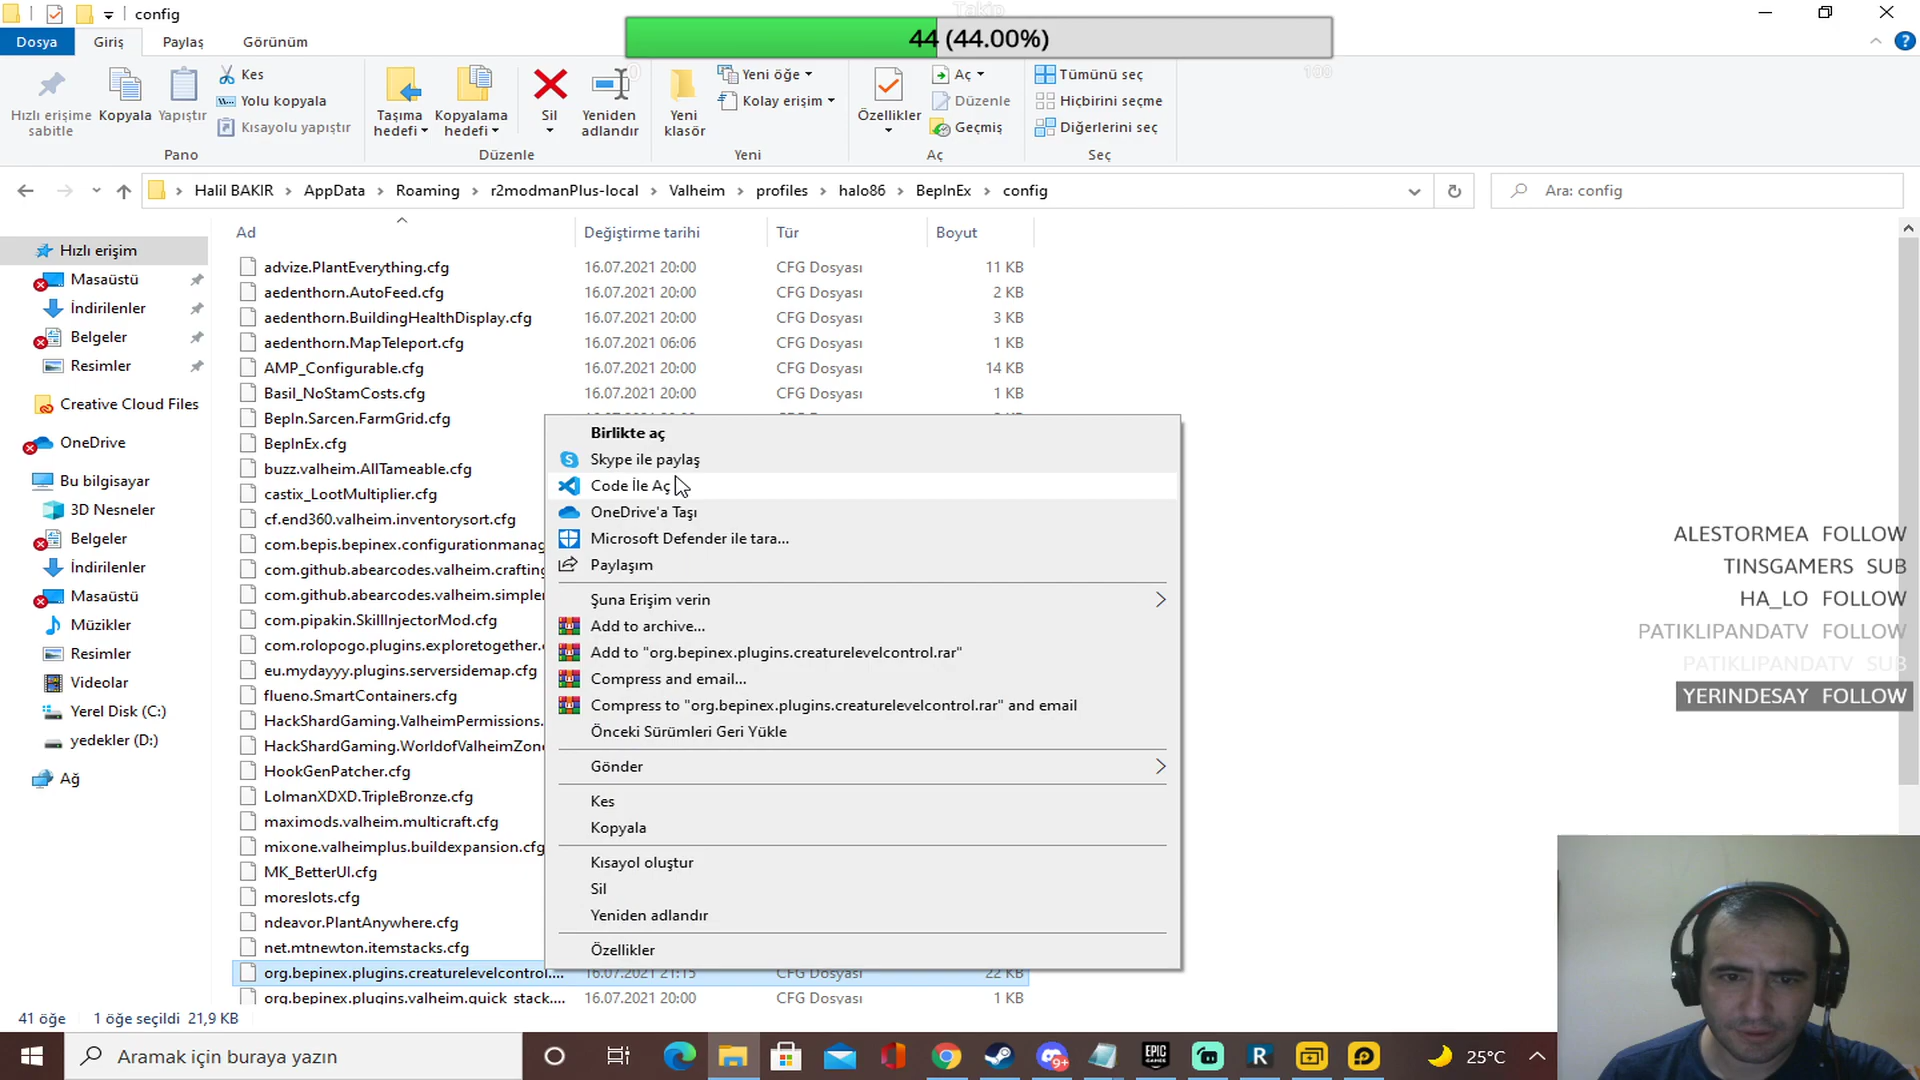 config
Takip
44 (44.00%)
0
Dosya
Giriş
Paylaş
Görünüm
Hızlı erişime sabitle
Kopyala
Yapıştır
Kes
Yolu kopyala
Kısayolu yapıştır
Pano
Taşıma hedefi
Kopyalama hedefi
Sil
Yeniden adlandır
Düzenle
Yeni klasör
Yeni öğe
Kolay erişim
Yeni
Özellikler
Aç
Düzenle
Geçmiş
Aç
Tümünü seç
Hiçbirini seçme
Diğerlerini seç
Seç
Halil BAKIR > AppData > Roaming > r2modmanPlus-local > Valheim > profiles > halo86 > BepInEx > config
Ara: config
Ad Değiştirme tarihi Tür Boyut
Hızlı erişim
Masaüstü
İndirilenler
Belgeler
Resimler
Creative Cloud Files
OneDrive
Bu bilgisayar
3D Nesneler
Belgeler
İndirilenler
Masaüstü
Müzikler
Resimler
Videolar
Yerel Disk (C:)
yedekler (D:)
Ağ
advize.PlantEverything.cfg 16.07.2021 20:00 CFG Dosyası 11 KB
aedenthorn.AutoFeed.cfg 16.07.2021 20:00 CFG Dosyası 2 KB
aedenthorn.BuildingHealthDisplay.cfg 16.07.2021 20:00 CFG Dosyası 3 KB
aedenthorn.MapTeleport.cfg 16.07.2021 06:06 CFG Dosyası 1 KB
AMP_Configurable.cfg 16.07.2021 20:00 CFG Dosyası 14 KB
Basil_NoStamCosts.cfg 16.07.2021 20:00 CFG Dosyası 1 KB
BepIn.Sarcen.FarmGrid.cfg
BepInEx.cfg
buzz.valheim.AllTameable.cfg
castix_LootMultiplier.cfg
cf.end360.valheim.inventorysort.cfg
com.bepis.bepinex.configurationmanag
com.github.abearcodes.valheim.crafting
com.github.abearcodes.valheim.simpler
com.pipakin.SkillInjectorMod.cfg
com.rolopogo.plugins.exploretogether.c
eu.mydayyy.plugins.serversidemap.cfg
flueno.SmartContainers.cfg
HackShardGaming.ValheimPermissions.
HackShardGaming.WorldofValheimZone
HookGenPatcher.cfg
LolmanXDXD.TripleBronze.cfg
maximods.valheim.multicraft.cfg
mixone.valheimplus.buildexpansion.cfg
MK_BetterUI.cfg
moreslots.cfg
ndeavor.PlantAnywhere.cfg
net.mtnewton.itemstacks.cfg
org.bepinex.plugins.creaturelevelcontrol.... 16.07.2021 21:15 CFG Dosyası 22 KB
org.bepinex.plugins.valheim.quick_stack.... 16.07.2021 20:00 CFG Dosyası 1 KB
Birlikte aç
Skype ile paylaş
Code İle Aç
OneDrive'a Taşı
Microsoft Defender ile tara...
Paylaşım
Şuna Erişim verin
Add to archive...
Add to "org.bepinex.plugins.creaturelevelcontrol.rar"
Compress and email...
Compress to "org.bepinex.plugins.creaturelevelcontrol.rar" and email
Önceki Sürümleri Geri Yükle
Gönder
Kes
Kopyala
Kısayol oluştur
Sil
Yeniden adlandır
Özellikler
ALESTORMEA FOLLOW
TINSGAMERS SUB
HA_LO FOLLOW
PATIKLIPANDATV FOLLOW
PATIKLIPANDATV SUB
YERINDESAY FOLLOW
41 öğe 1 öğe seçildi 21,9 KB
Aramak için buraya yazın
9+
EPIC GAMES
R
25°C